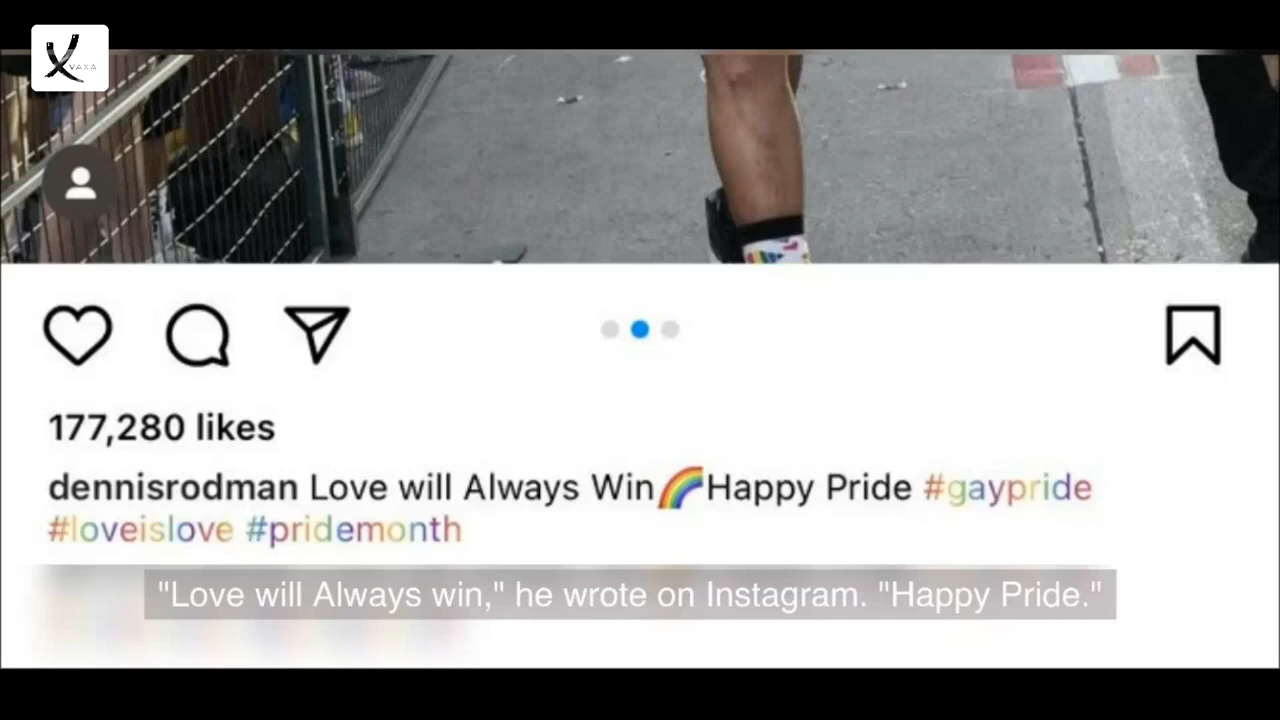 VAXA
177,280 likes
dennisrodman Love will Always Win🌈Happy Pride #gaypride
#loveislove #pridemonth
"Love will Always win," he wrote on Instagram. "Happy Pride."